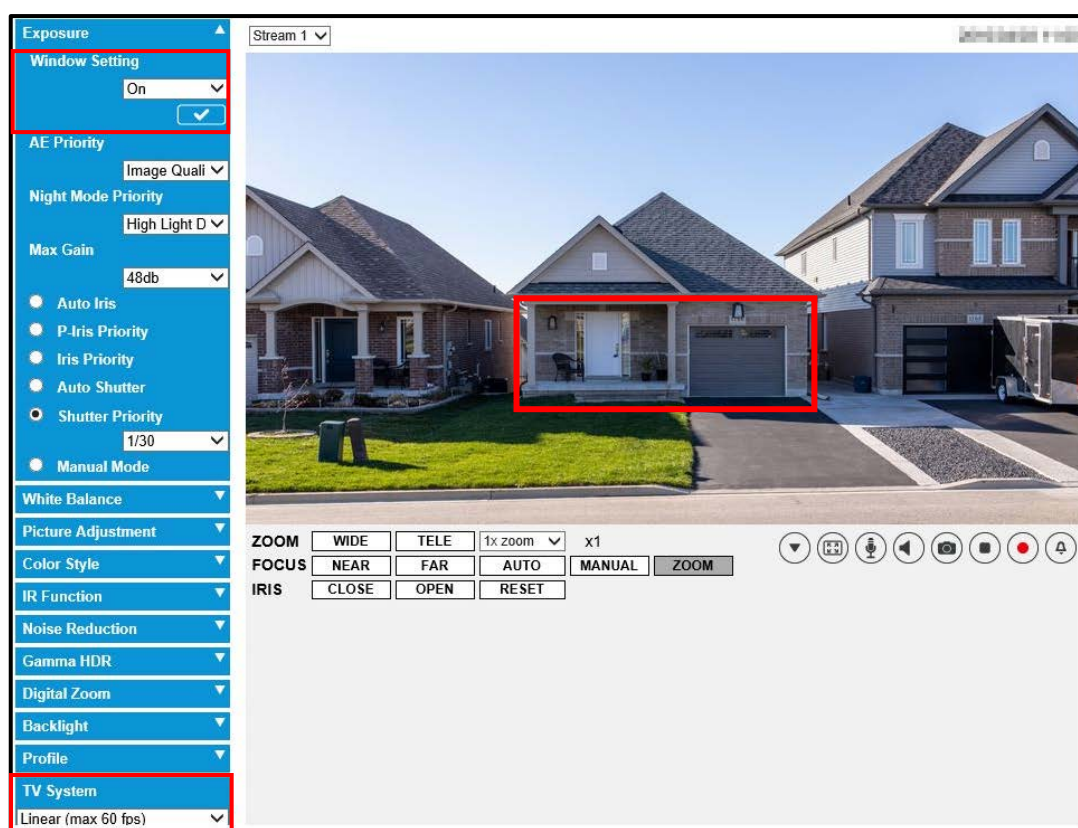 Exposure
Window Setting
On
AE Priority
Image Quali
Night Mode Priority
High Light D
Max Gain
48db
Auto Iris
P-Iris Priority
Iris Priority
Auto Shutter
Shutter Priority
1/30
Manual Mode
White Balance
Picture Adjustment
Color Style
IR Function
Noise Reduction
Gamma HDR
Digital Zoom
Backlight
Profile
TV System
Linear (max 60 fps)
Stream 1
ZOOM WIDE TELE 1x zoom x1
FOCUS NEAR FAR AUTO MANUAL ZOOM
IRIS CLOSE OPEN RESET